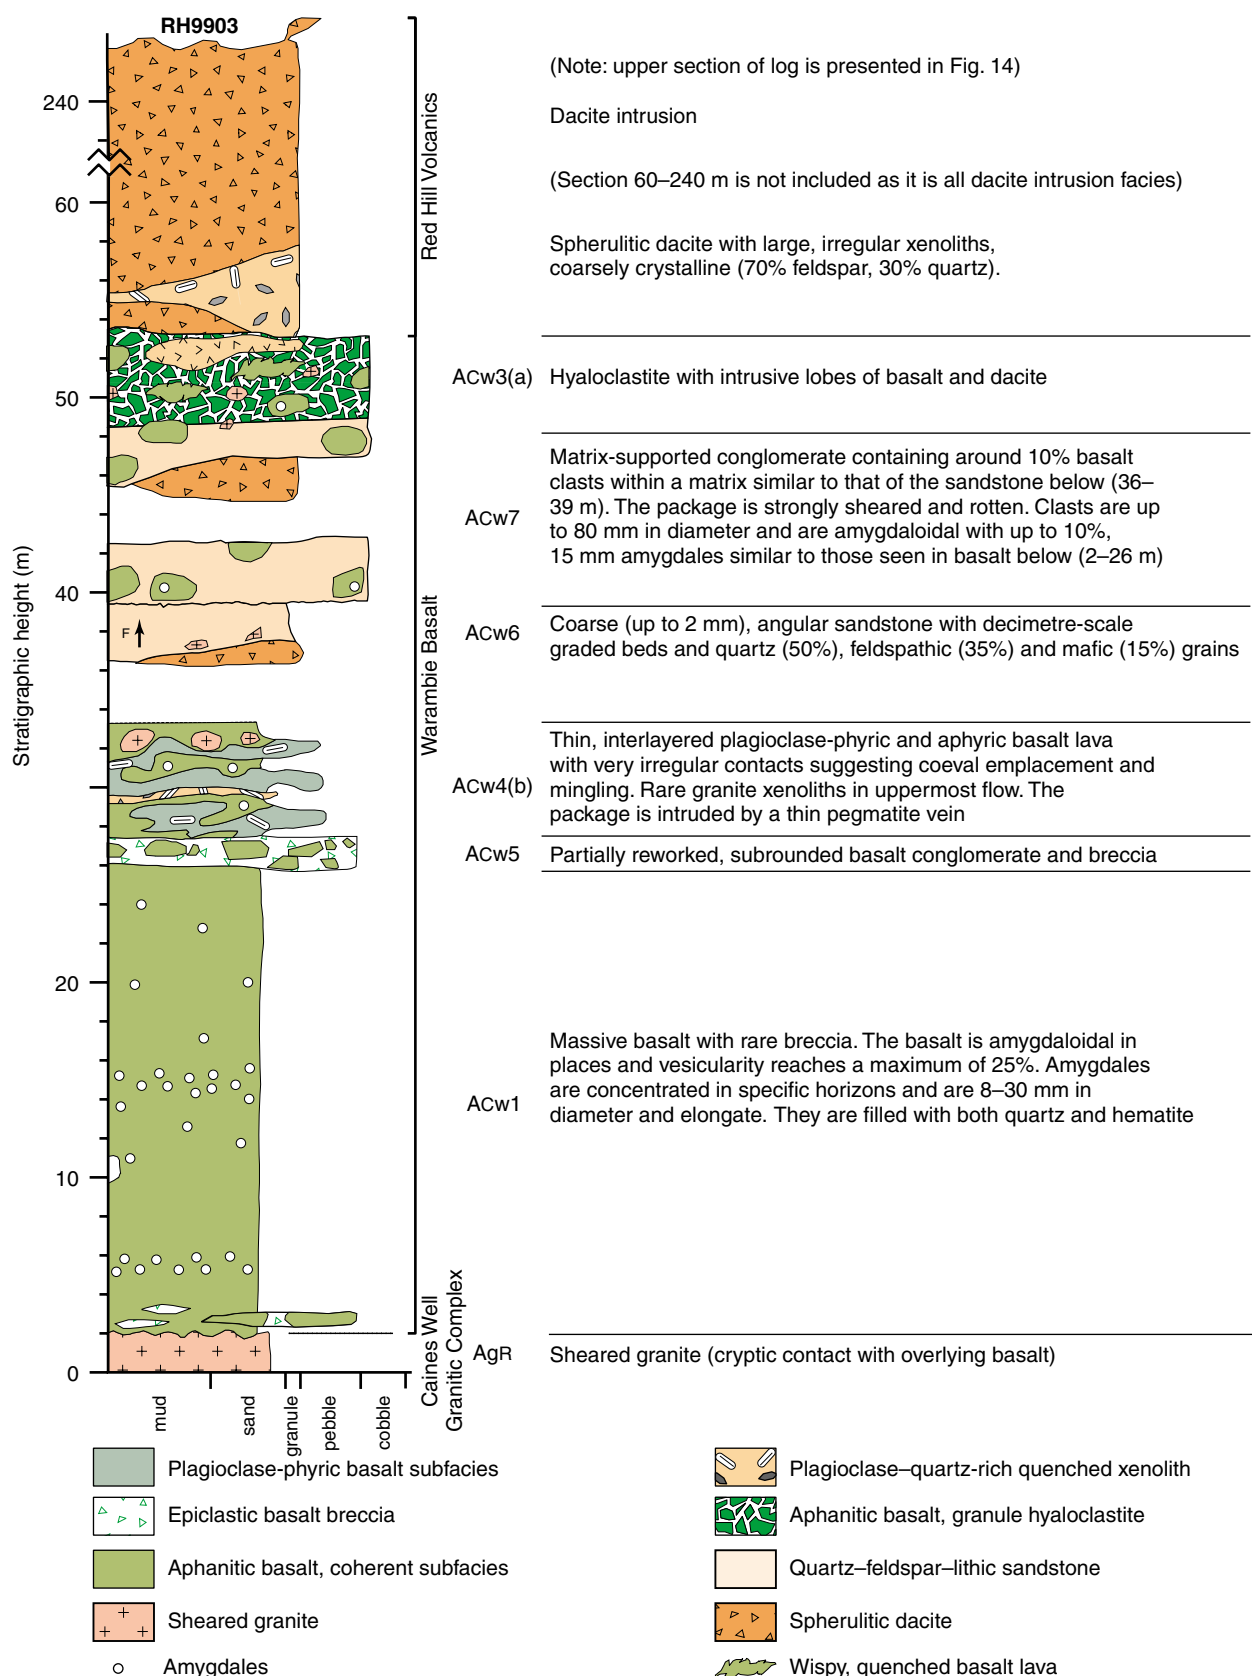 RH9903
(Note: upper section of log is presented in Fig. 14)
240
Dacite intrusion
(Section 60–240 m is not included as it is all dacite intrusion facies)
60
Spherulitic dacite with large, irregular xenoliths,
coarsely crystalline (70% feldspar, 30% quartz).
Red Hill Volcanics
ACw3(a)
Hyaloclastite with intrusive lobes of basalt and dacite
50
ACw7
Matrix-supported conglomerate containing around 10% basalt
clasts within a matrix similar to that of the sandstone below (36–
39 m). The package is strongly sheared and rotten. Clasts are up
to 80 mm in diameter and are amygdaloidal with up to 10%,
15 mm amygdales similar to those seen in basalt below (2–26 m)
40
F
ACw6
Coarse (up to 2 mm), angular sandstone with decimetre-scale
graded beds and quartz (50%), feldspathic (35%) and mafic (15%) grains
Stratigraphic height (m)
Warambie Basalt
ACw4(b)
Thin, interlayered plagioclase-phyric and aphyric basalt lava
with very irregular contacts suggesting coeval emplacement and
mingling. Rare granite xenoliths in uppermost flow. The
package is intruded by a thin pegmatite vein
ACw5
Partially reworked, subrounded basalt conglomerate and breccia
20
ACw1
Massive basalt with rare breccia. The basalt is amygdaloidal in
places and vesicularity reaches a maximum of 25%. Amygdales
are concentrated in specific horizons and are 8–30 mm in
diameter and elongate. They are filled with both quartz and hematite
10
Caines Well
Granitic Complex
AgR
Sheared granite (cryptic contact with overlying basalt)
0
mud
sand
granule
pebble
cobble
Plagioclase-phyric basalt subfacies
Epiclastic basalt breccia
Aphanitic basalt, coherent subfacies
Sheared granite
Amygdales
Plagioclase–quartz-rich quenched xenolith
Aphanitic basalt, granule hyaloclastite
Quartz–feldspar–lithic sandstone
Spherulitic dacite
Wispy, quenched basalt lava